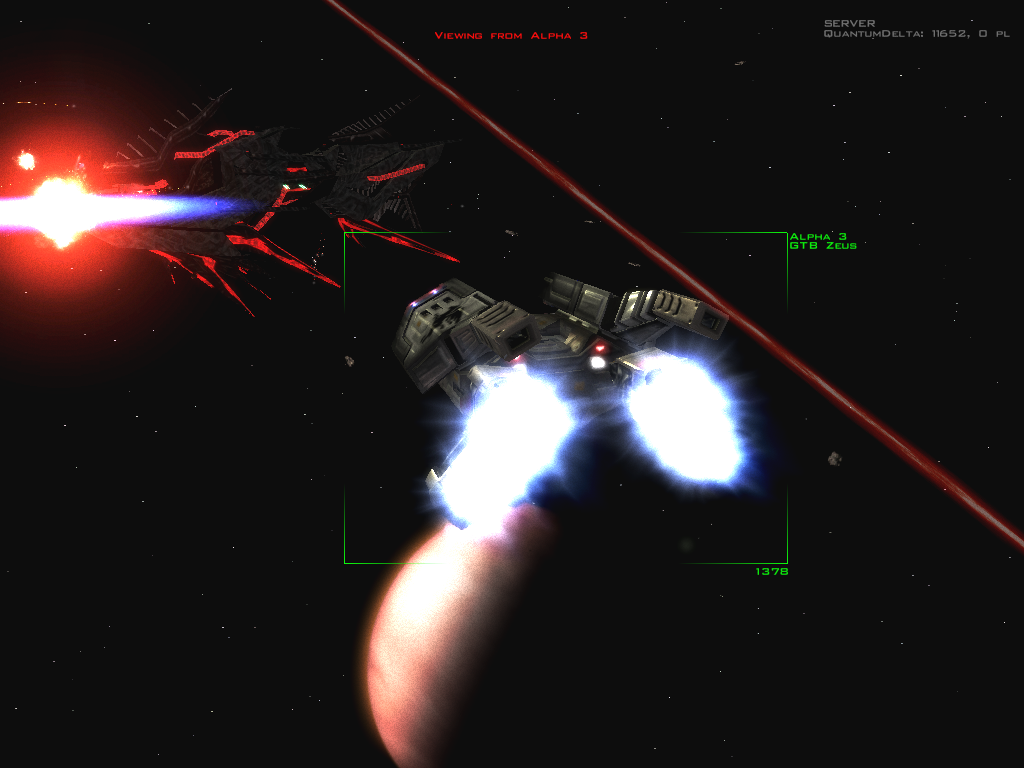 Viewing from Alpha 3
SERVER
QuantumDelta: 11652, 0 pl
Alpha 3
GTB Zeus
1378